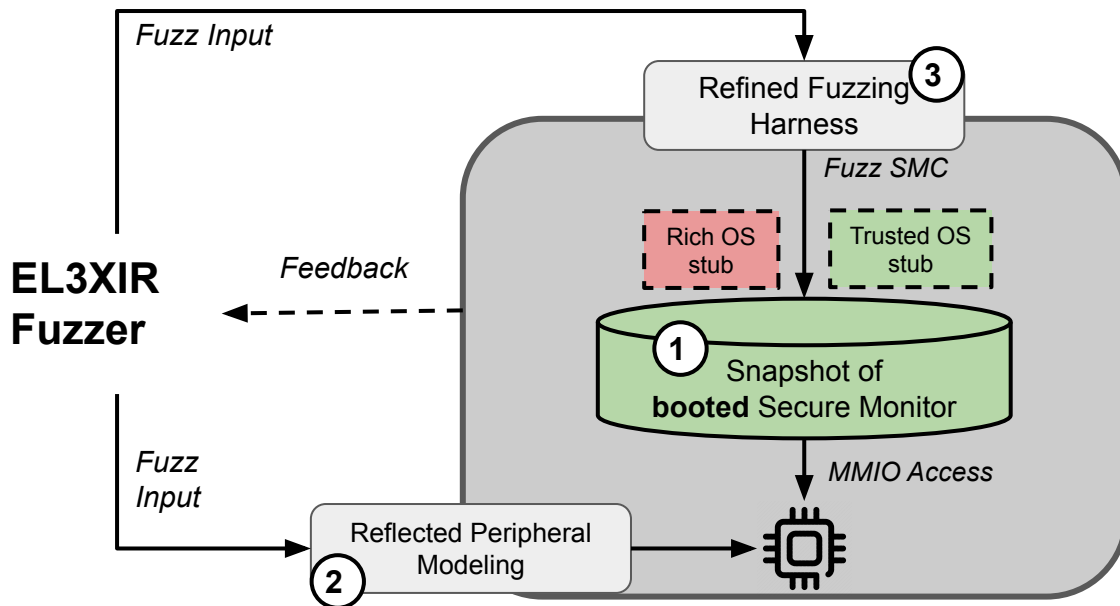 Fuzz Input
3
Refined Fuzzing
Harness
Fuzz SMC
Rich OS
stub
Trusted OS
stub
EL3XIR
Fuzzer
Feedback
1
Snapshot of
booted Secure Monitor
Fuzz
Input
MMIO Access
Reflected Peripheral
Modeling
2